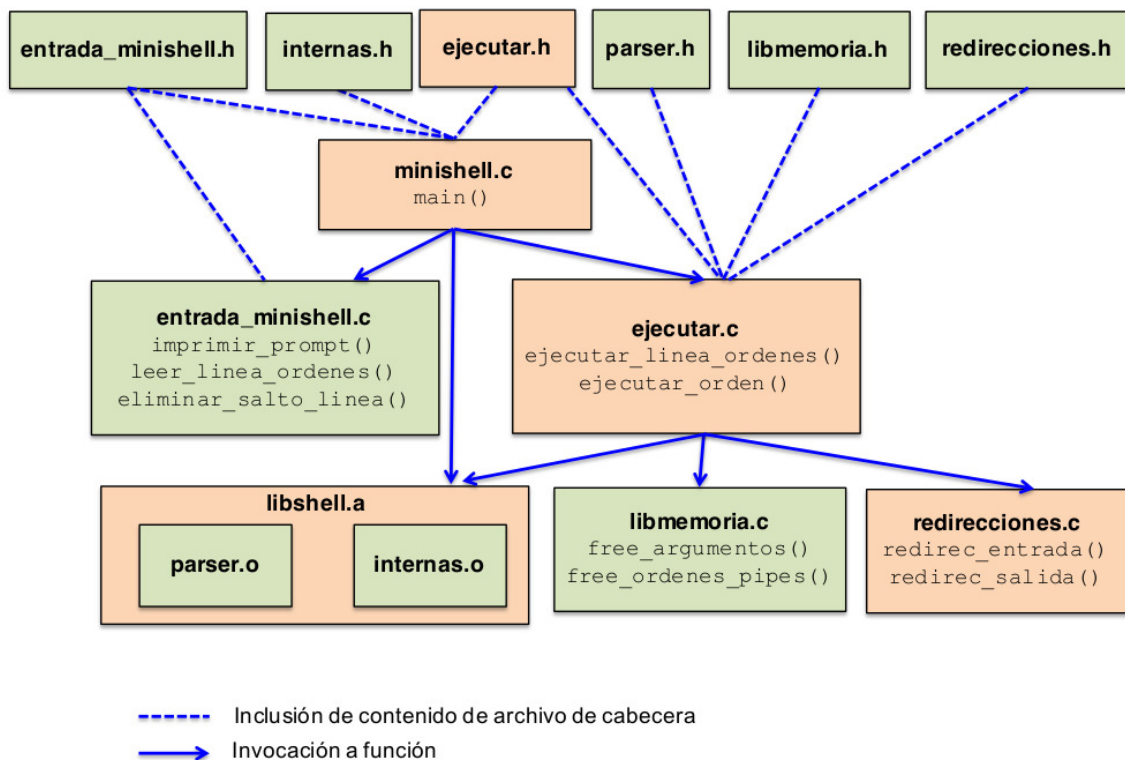 entrada_minishell.h
internas.h
ejecutar.h
parser.h
libmemoria.h
redirecciones.h
minishell.c
main()
entrada_minishell.c
imprimir_prompt()
leer_linea_ordenes()
eliminar_salto_linea()
ejecutar.c
ejecutar_linea_ordenes()
ejecutar_orden()
libshell.a
parser.o
internas.o
libmemoria.c
free_argumentos()
free_ordenes_pipes()
redirecciones.c
redirec_entrada()
redirec_salida()
Inclusión de contenido de archivo de cabecera
Invocación a función